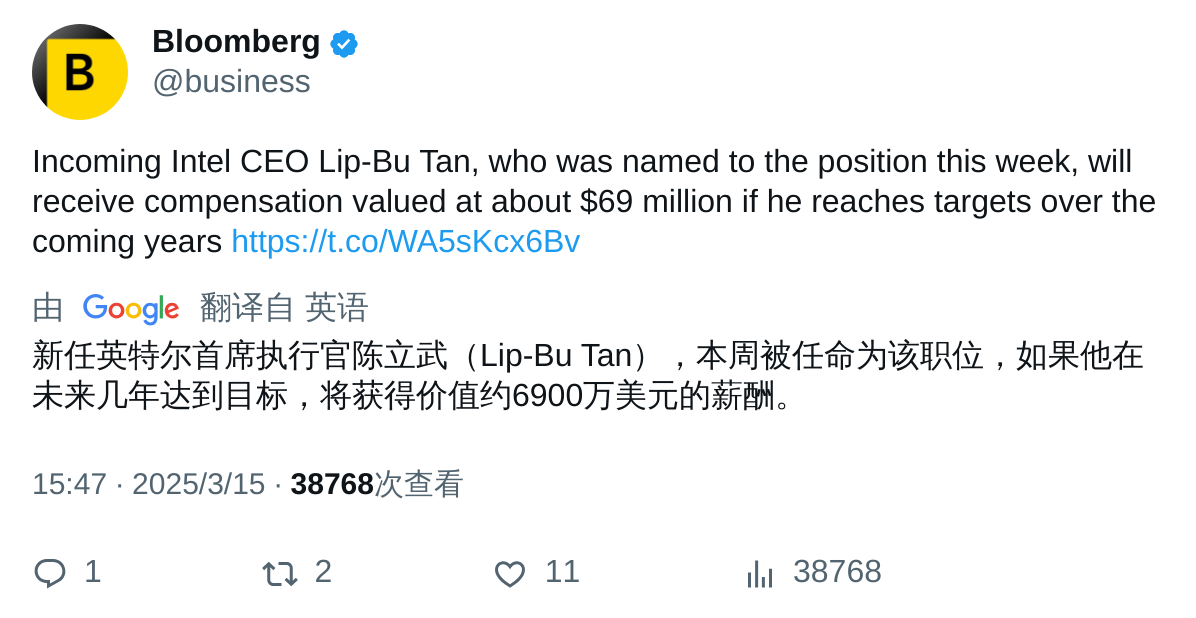 B
Bloomberg
@business
Incoming Intel CEO Lip-Bu Tan, who was named to the position this week, will
receive compensation valued at about $69 million if he reaches targets over the
coming years https://t.co/WA5sKcx6Bv
由 Google 翻译自 英语
新任英特尔首席执行官陈立武（Lip-Bu Tan），本周被任命为该职位，如果他在
未来几年达到目标，将获得价值约6900万美元的薪酬。
15:47 · 2025/3/15 · 38768次查看
1 2 11 38768